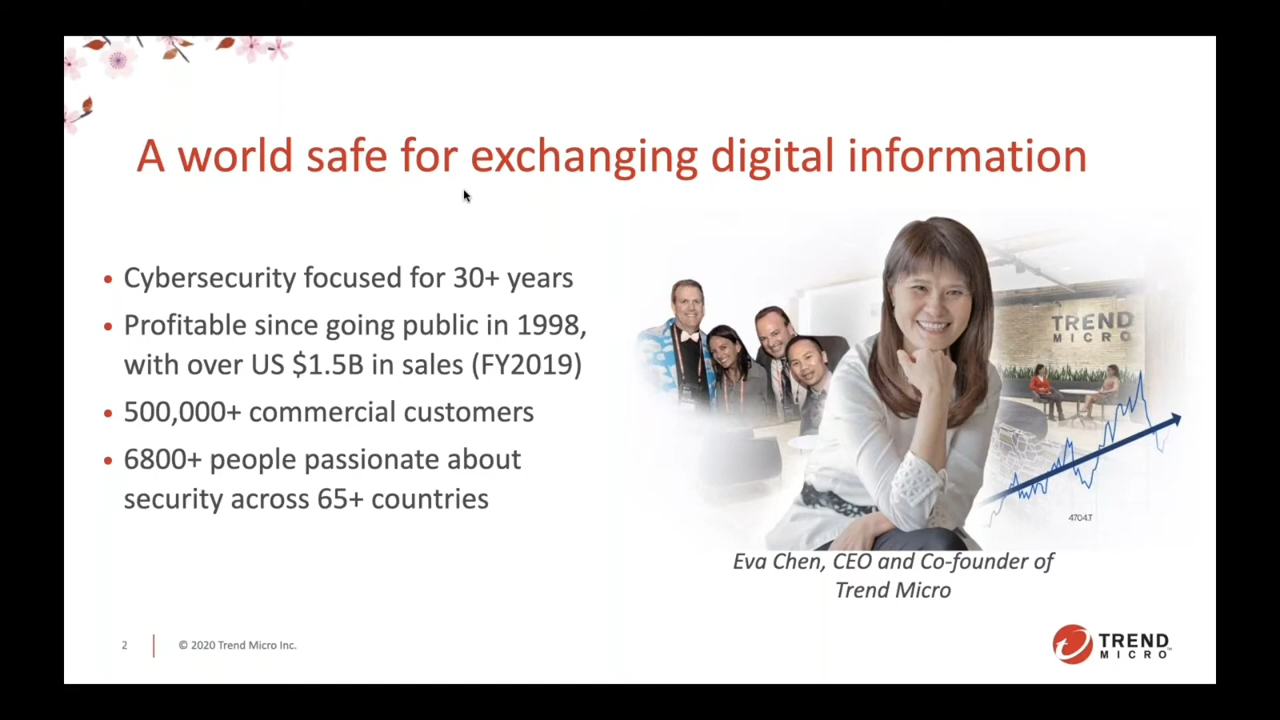 A world safe for exchanging digital information
• Cybersecurity focused for 30+ years
• Profitable since going public in 1998,
with over US $1.5B in sales (FY2019)
• 500,000+ commercial customers
• 6800+ people passionate about
security across 65+ countries
TREND
MICRO
4704.T
Eva Chen, CEO and Co-founder of
Trend Micro
2
© 2020 Trend Micro Inc.
TREND
MICRO™